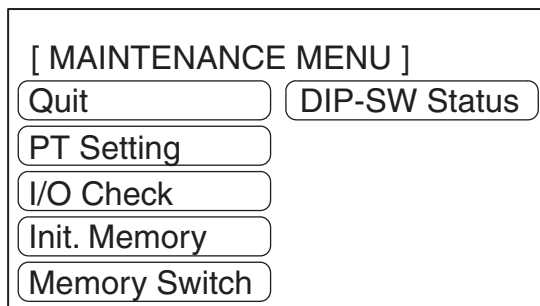 [ MAINTENANCE MENU ]
Quit
DIP-SW Status
PT Setting
I/O Check
Init. Memory
Memory Switch